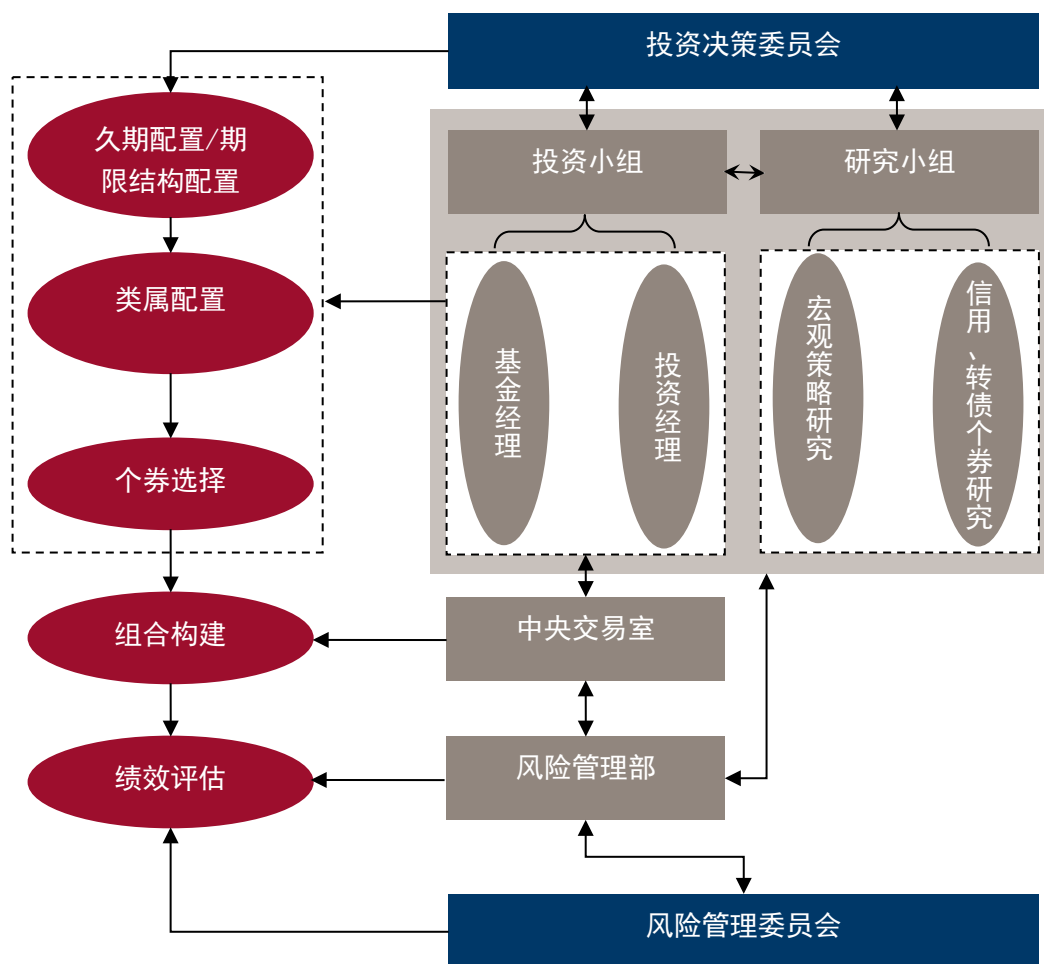 投资决策委员会
久期配置/期
限结构配置
投资小组
研究小组
类属配置
基金经理
投资经理
宏观策略研究
信用、转债个券研究
个券选择
组合构建
中央交易室
绩效评估
风险管理部
风险管理委员会